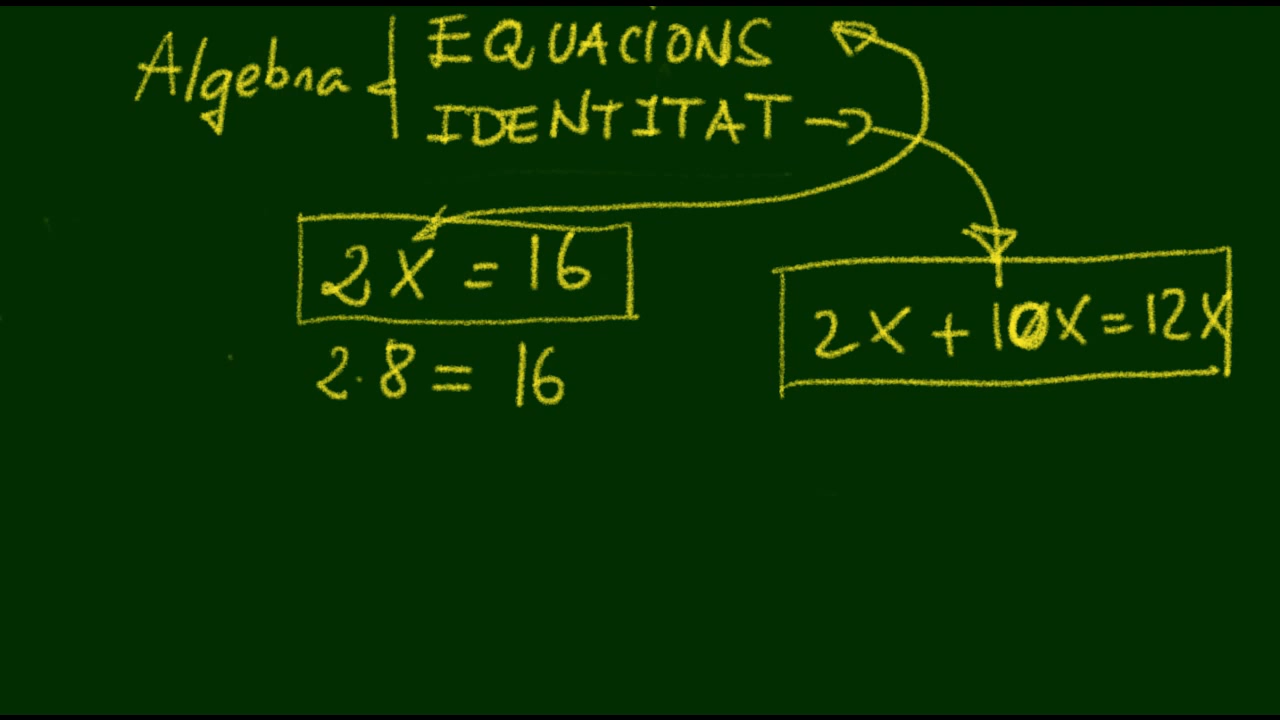 Algebra
EQUACIONS
IDENTITAT
2X = 16
2X + 10X = 12X
2.8 = 16